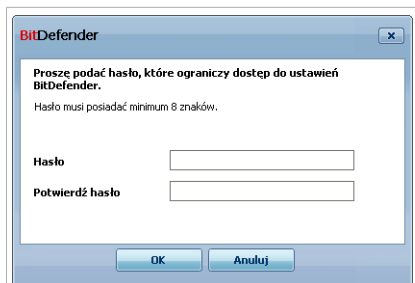 BitDefender
Proszę podać hasło, które ograniczy dostęp do ustawień
BitDefender.
Hasło musi posiadać minimum 8 znaków.
Hasło
Potwierdź hasło
OK Anuluj